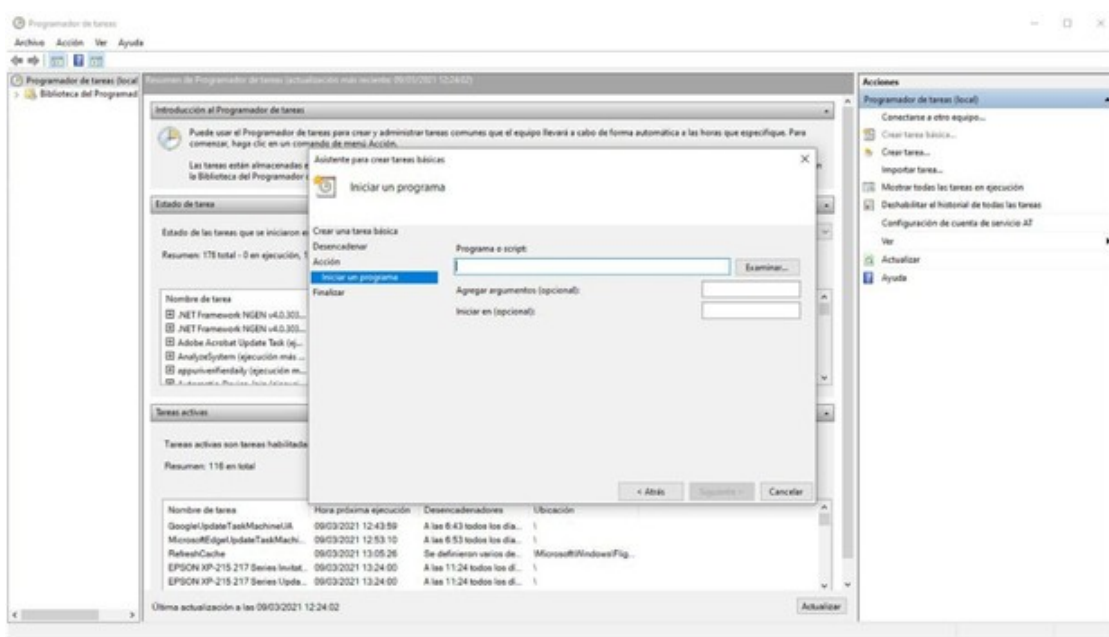 Programador de tareas
Archivo Acción Ver Ayuda
Programador de tareas (local
Biblioteca del Programad
Resumen de Programador de tareas (actualización más reciente: 09/03/2021 12:24:02)
Introducción al Programador de tareas
Puede usar el Programador de tareas para crear y administrar tareas comunes que el equipo llevará a cabo de forma automática a las horas que especifique. Para
comenzar, haga clic en un comando de menú Acción.
Las tareas están almacenadas e
la Biblioteca del Programador
Estado de tarea
Estado de las tareas que se iniciaron e
Resumen: 178 total - 0 en ejecución, 1
Nombre de tarea
.NET Framework NGEN v4.0.303...
.NET Framework NGEN v4.0.303...
Adobe Acrobat Update Task (ej...
AnalyzeSystem (ejecución más ...
appuriverifierdaily (ejecución m...
Tareas activas
Tareas activas son tareas habilitada
Resumen: 116 en total
Nombre de tarea Hora próxima ejecución Desencadenadores Ubicación
GoogleUpdateTaskMachineUA 09/03/2021 12:43:59 A las 6:43 todos los día... \
MicrosoftEdgeUpdateTaskMachi... 09/03/2021 12:53:10 A las 6:53 todos los día... \
RefreshCache 09/03/2021 13:05:26 Se definieron varios de... \Microsoft\Windows\Flig...
EPSON XP-215 217 Series Invitat... 09/03/2021 13:24:00 A las 11:24 todos los dí... \
EPSON XP-215 217 Series Upda... 09/03/2021 13:24:00 A las 11:24 todos los dí... \
Última actualización a las 09/03/2021 12:24:02
Actualizar
Asistente para crear tareas básicas
Iniciar un programa
Crear una tarea básica
Desencadenar
Acción
Iniciar un programa
Finalizar
Programa o script:
Examinar...
Agregar argumentos (opcional):
Iniciar en (opcional):
< Atrás Siguiente > Cancelar
Acciones
Programador de tareas (local)
Conectarse a otro equipo...
Crear tarea básica...
Crear tarea...
Importar tarea...
Mostrar todas las tareas en ejecución
Deshabilitar el historial de todas las tareas
Configuración de cuenta de servicio AT
Ver
Actualizar
Ayuda